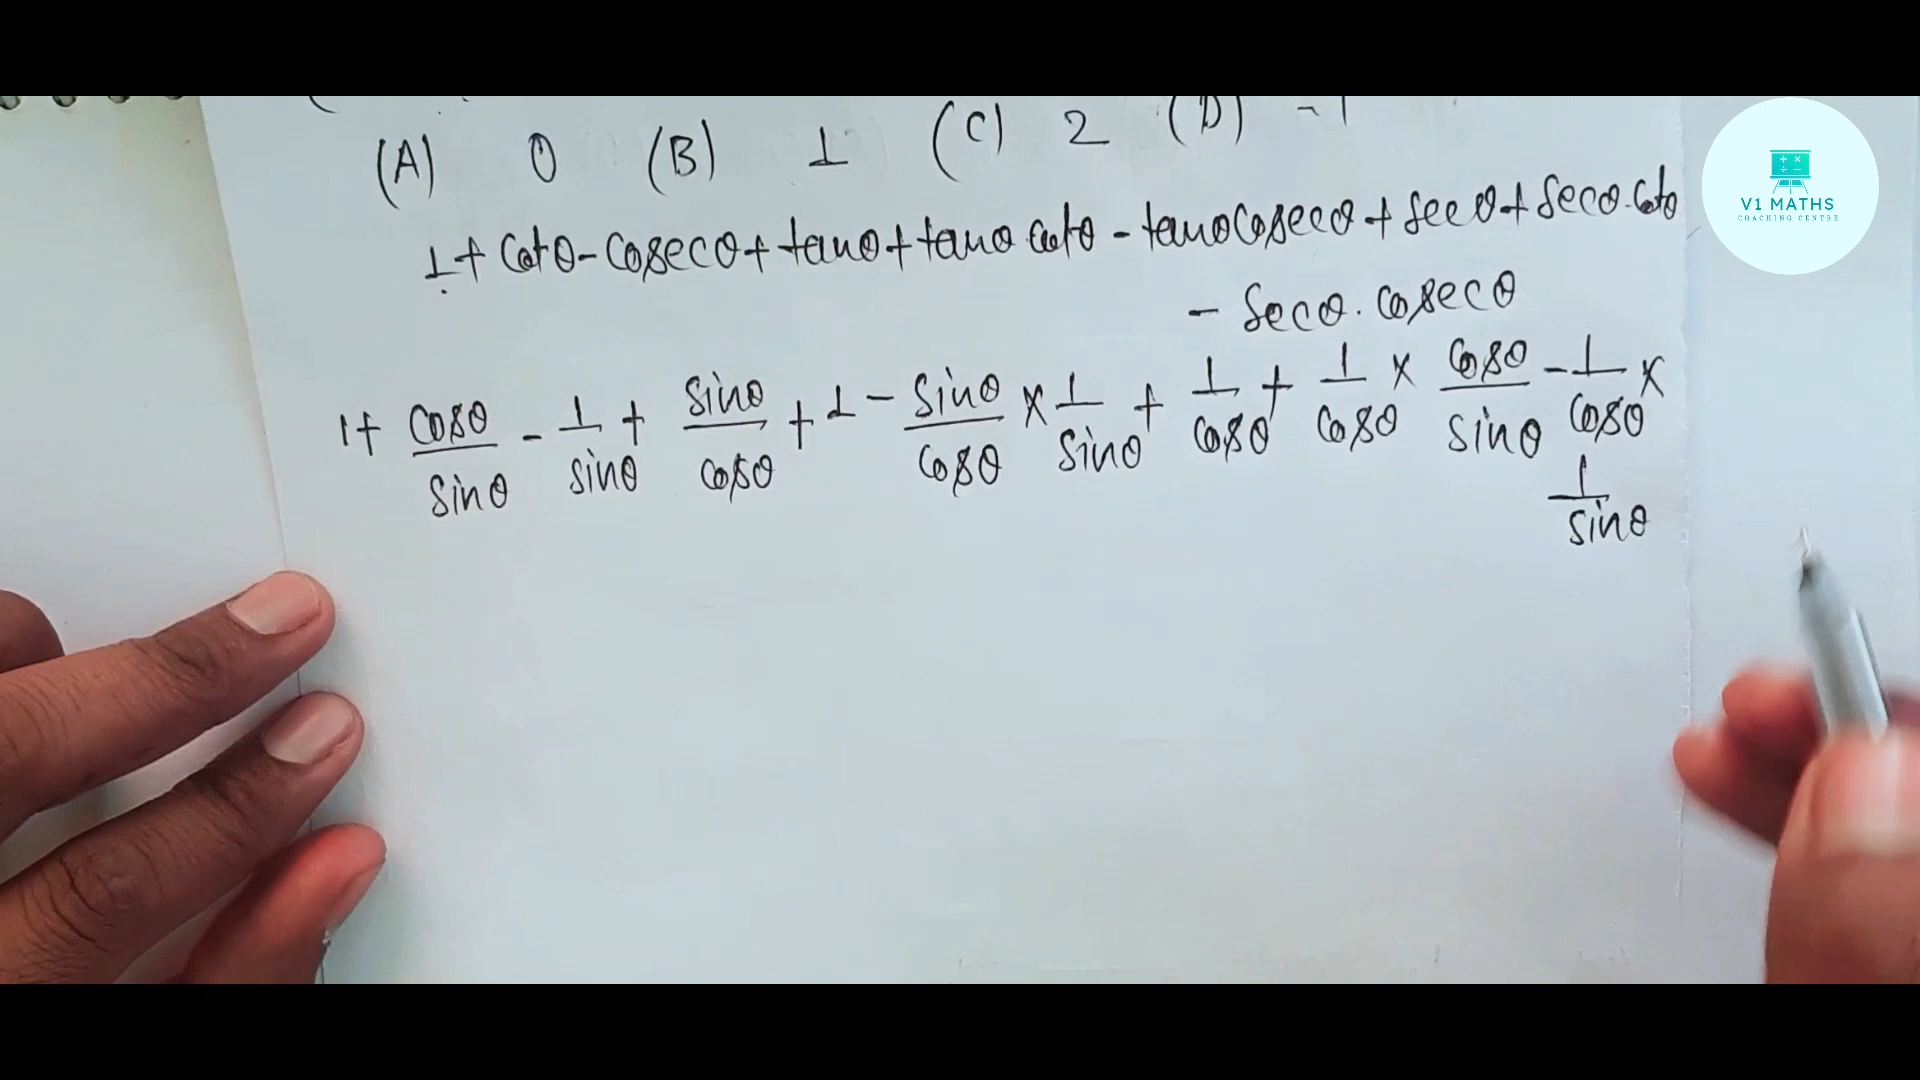 (A) 0 (B) 1 (C) 2 (D) -1
1 + cotθ - cosecθ + tanθ + tanθ cotθ - tanθ cosecθ + secθ + secθ.cotθ
- secθ.cosecθ
1+ cosθ/sinθ - 1/sinθ + sinθ/cosθ + 1 - sinθ/cosθ × 1/sinθ + 1/cosθ + 1/cosθ × cosθ/sinθ - 1/cosθ ×
1/sinθ
V1 MATHS
COACHING CENTRE